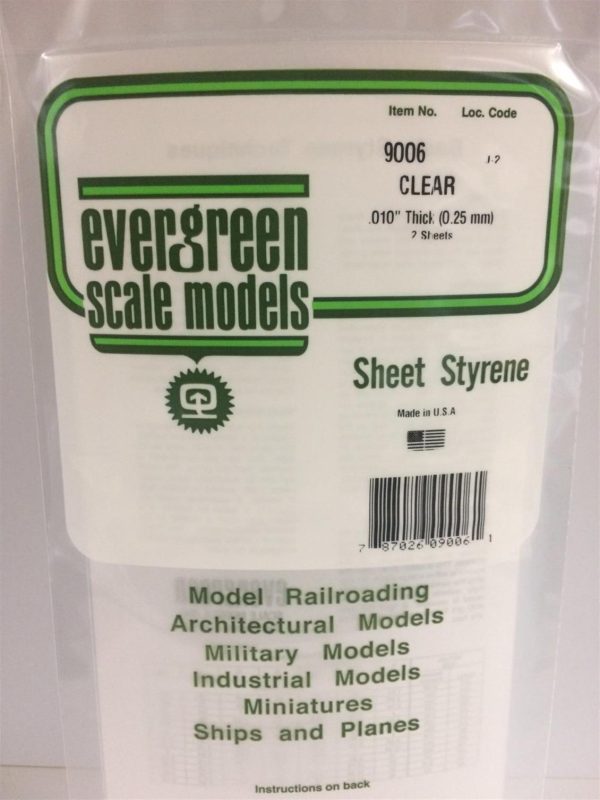 Item No. Loc. Code
9006 J-2
CLEAR
.010" Thick (0.25 mm)
2 Sheets
evergreen
scale models
Sheet Styrene
Made in U.S.A
7 87026 09006 1
Model Railroading
Architectural Models
Military Models
Industrial Models
Miniatures
Ships and Planes
Instructions on back